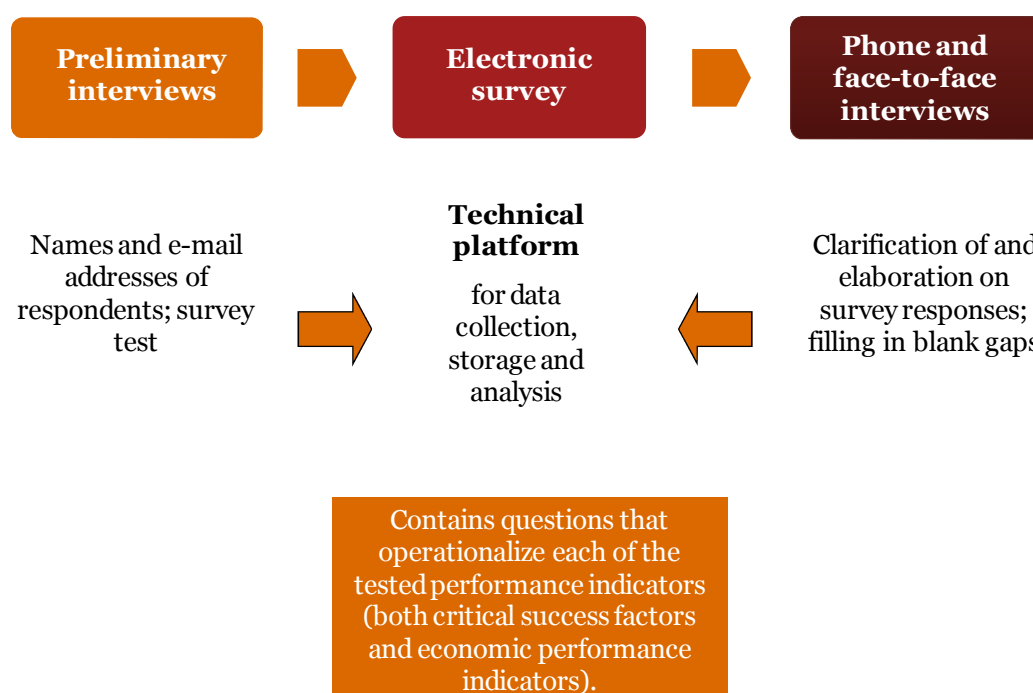 Preliminary
interviews
Electronic
survey
Phone and
face-to-face
interviews
Names and e-mail
addresses of
respondents; survey
test
Technical
platform
for data
collection,
storage and
analysis
Clarification of and
elaboration on
survey responses;
filling in blank gaps
Contains questions that
operationalize each of the
tested performance indicators
(both critical success factors
and economic performance
indicators).